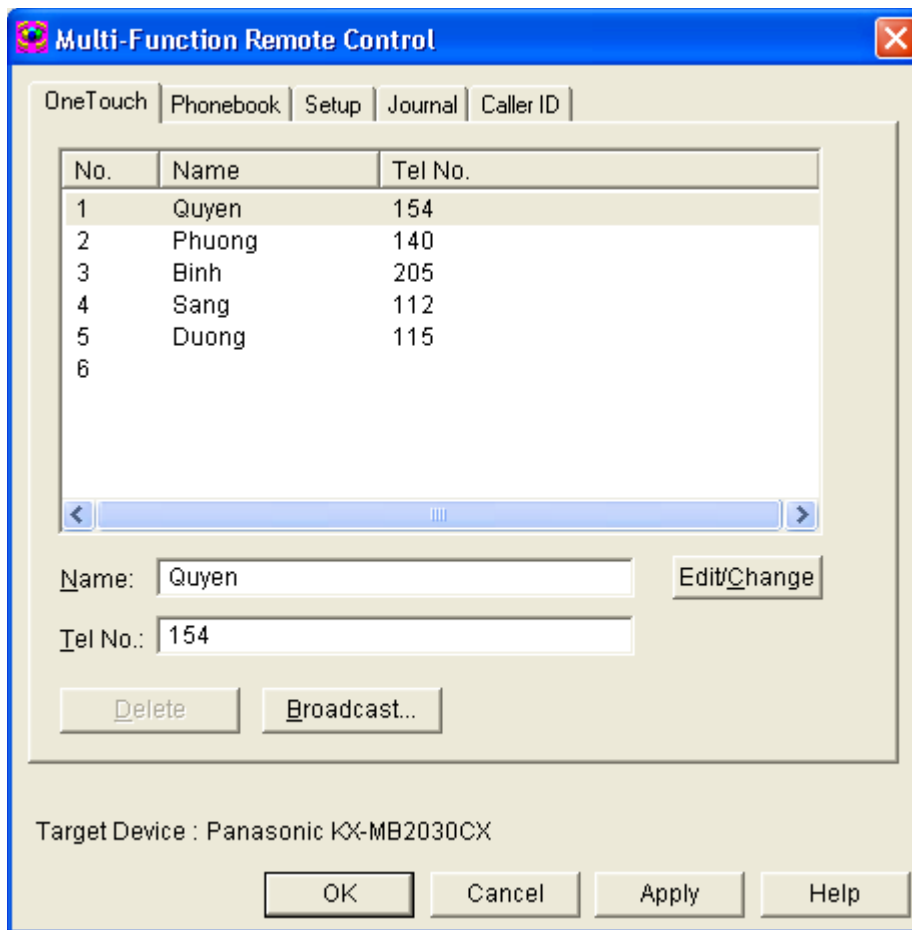 Multi-Function Remote Control
OneTouch Phonebook Setup Journal Caller ID
No. Name Tel No.
1 Quyen 154
2 Phuong 140
3 Binh 205
4 Sang 112
5 Duong 115
6
Name: Quyen Edit/Change
Tel No.: 154
Delete Broadcast...
Target Device : Panasonic KX-MB2030CX
OK Cancel Apply Help